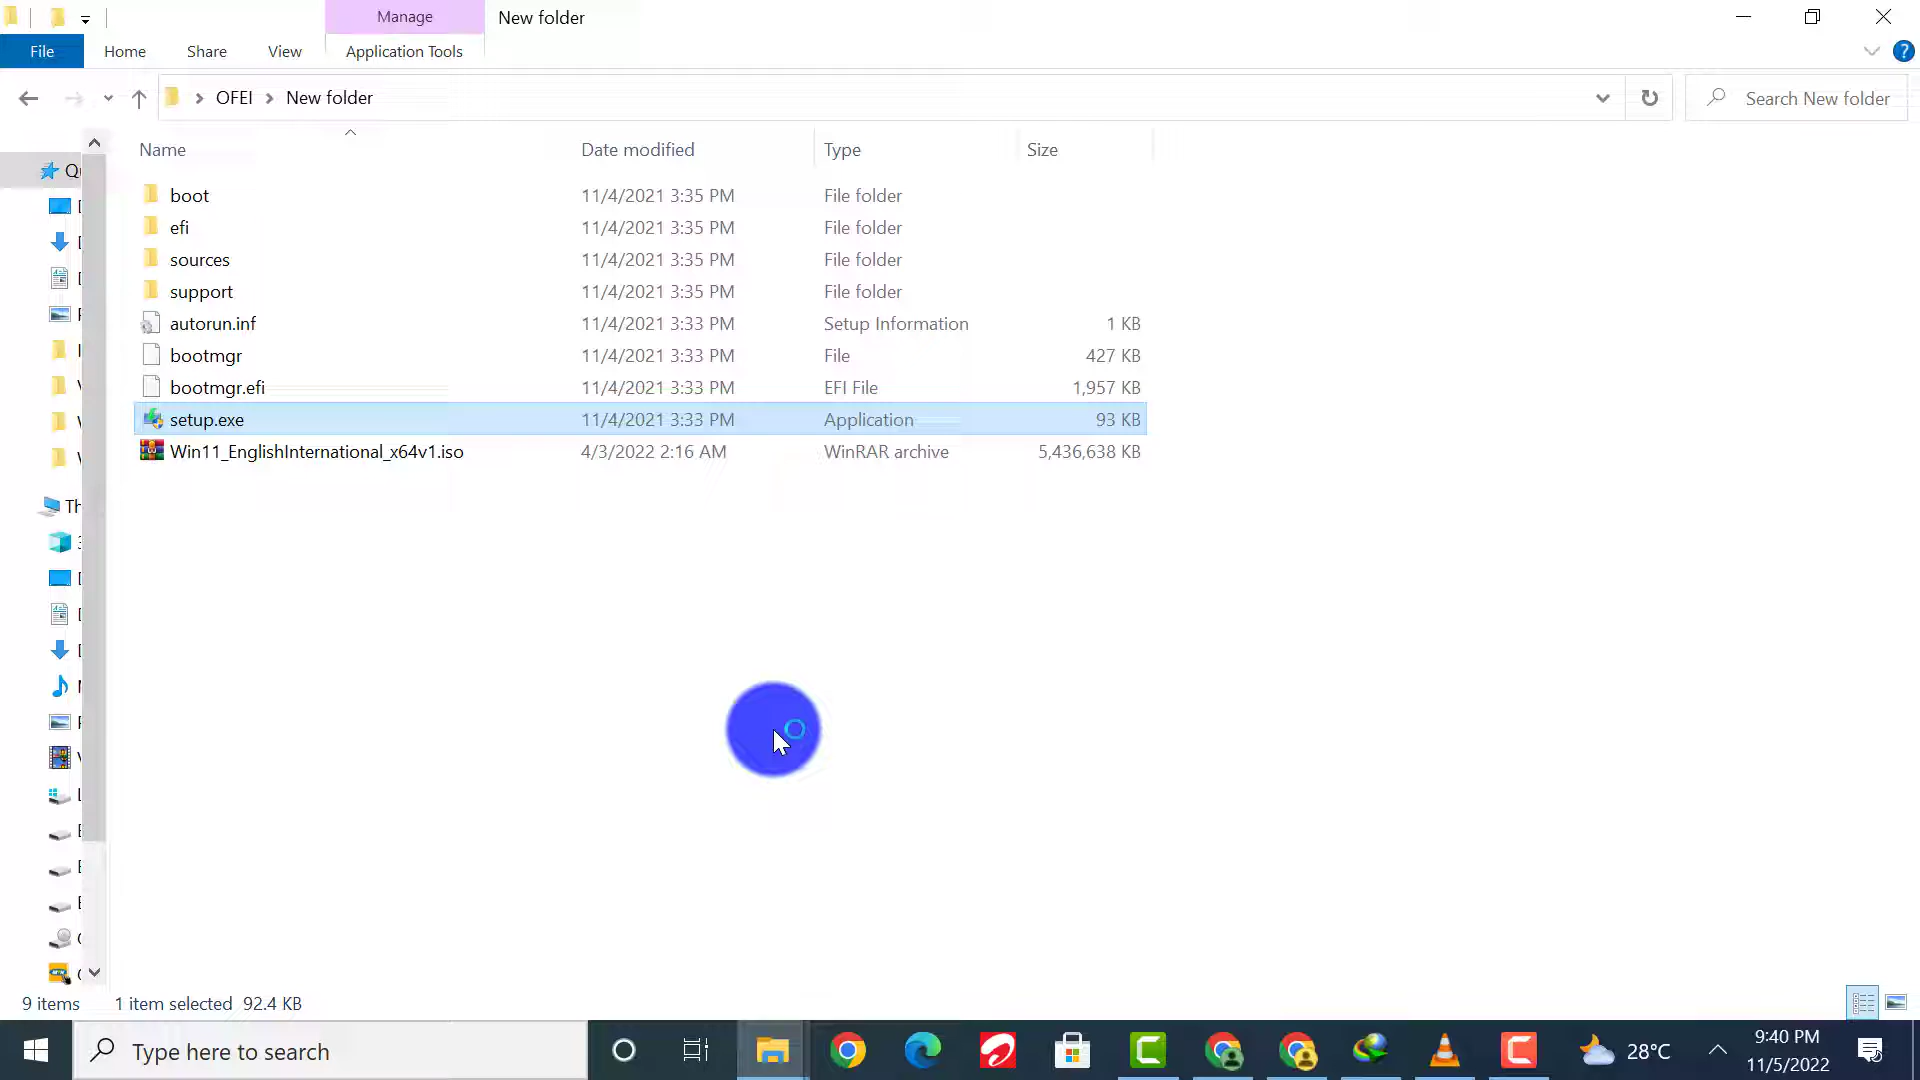 Manage
New folder
File
Home
Share
View
Application Tools
OFEI
New folder
Search New folder
Name
Date modified
Type
Size
boot 11/4/2021 3:35 PM File folder
efi 11/4/2021 3:35 PM File folder
sources 11/4/2021 3:35 PM File folder
support 11/4/2021 3:35 PM File folder
autorun.inf 11/4/2021 3:33 PM Setup Information 1 KB
bootmgr 11/4/2021 3:33 PM File 427 KB
bootmgr.efi 11/4/2021 3:33 PM EFI File 1,957 KB
setup.exe 11/4/2021 3:33 PM Application 93 KB
Win11_EnglishInternational_x64v1.iso 4/3/2022 2:16 AM WinRAR archive 5,436,638 KB
9 items 1 item selected 92.4 KB
Type here to search
28°C
9:40 PM
11/5/2022